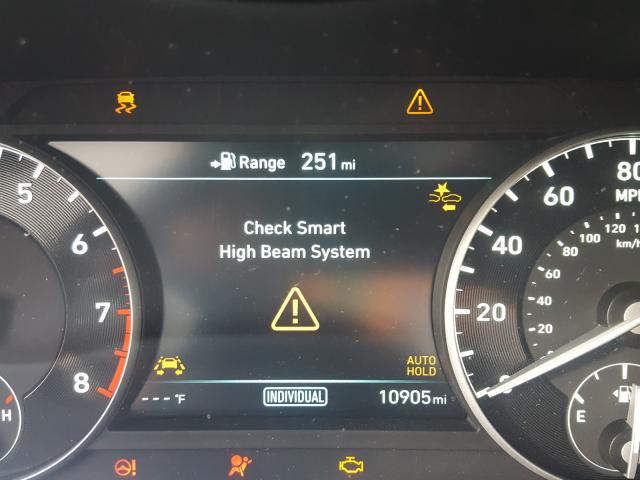 Range 251 mi
5
6
7
8
H
Check Smart
High Beam System
AUTO
HOLD
--- °F
INDIVIDUAL
10905 mi
80
MPH
60
40
20
0
120
100
80
60
40
20
km/h
E